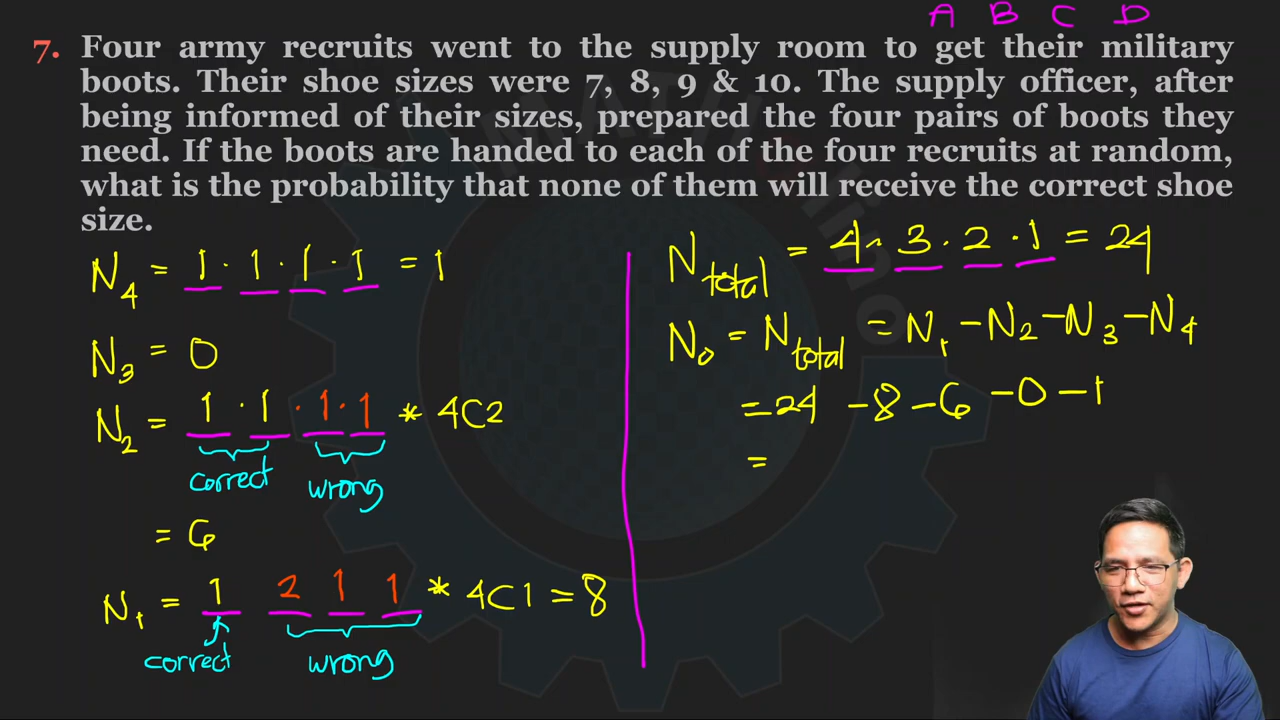 A B C D
7. Four army recruits went to the supply room to get their military
boots. Their shoe sizes were 7, 8, 9 & 10. The supply officer, after
being informed of their sizes, prepared the four pairs of boots they
need. If the boots are handed to each of the four recruits at random,
what is the probability that none of them will receive the correct shoe
size.
N4 = 1 · 1 · 1 · 1 = 1
N3 = 0
N2 = 1 · 1 · 1 · 1 * 4C2
correct wrong
= 6
N1 = 1 2 1 1 * 4C1 = 8
correct wrong
Ntotal = 4 · 3 · 2 · 1 = 24
N0 = Ntotal = N1 - N2 - N3 - N4
= 24 - 8 - 6 - 0 - 1
=